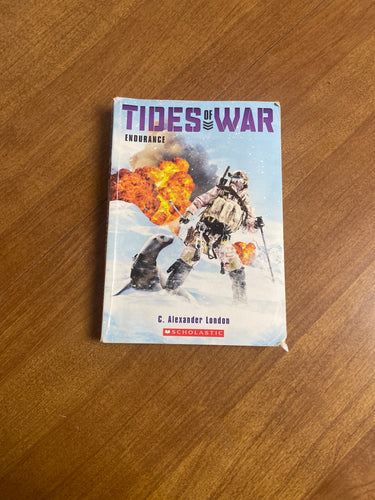 TIDES OF WAR
ENDURANCE
C. Alexander London
SCHOLASTIC